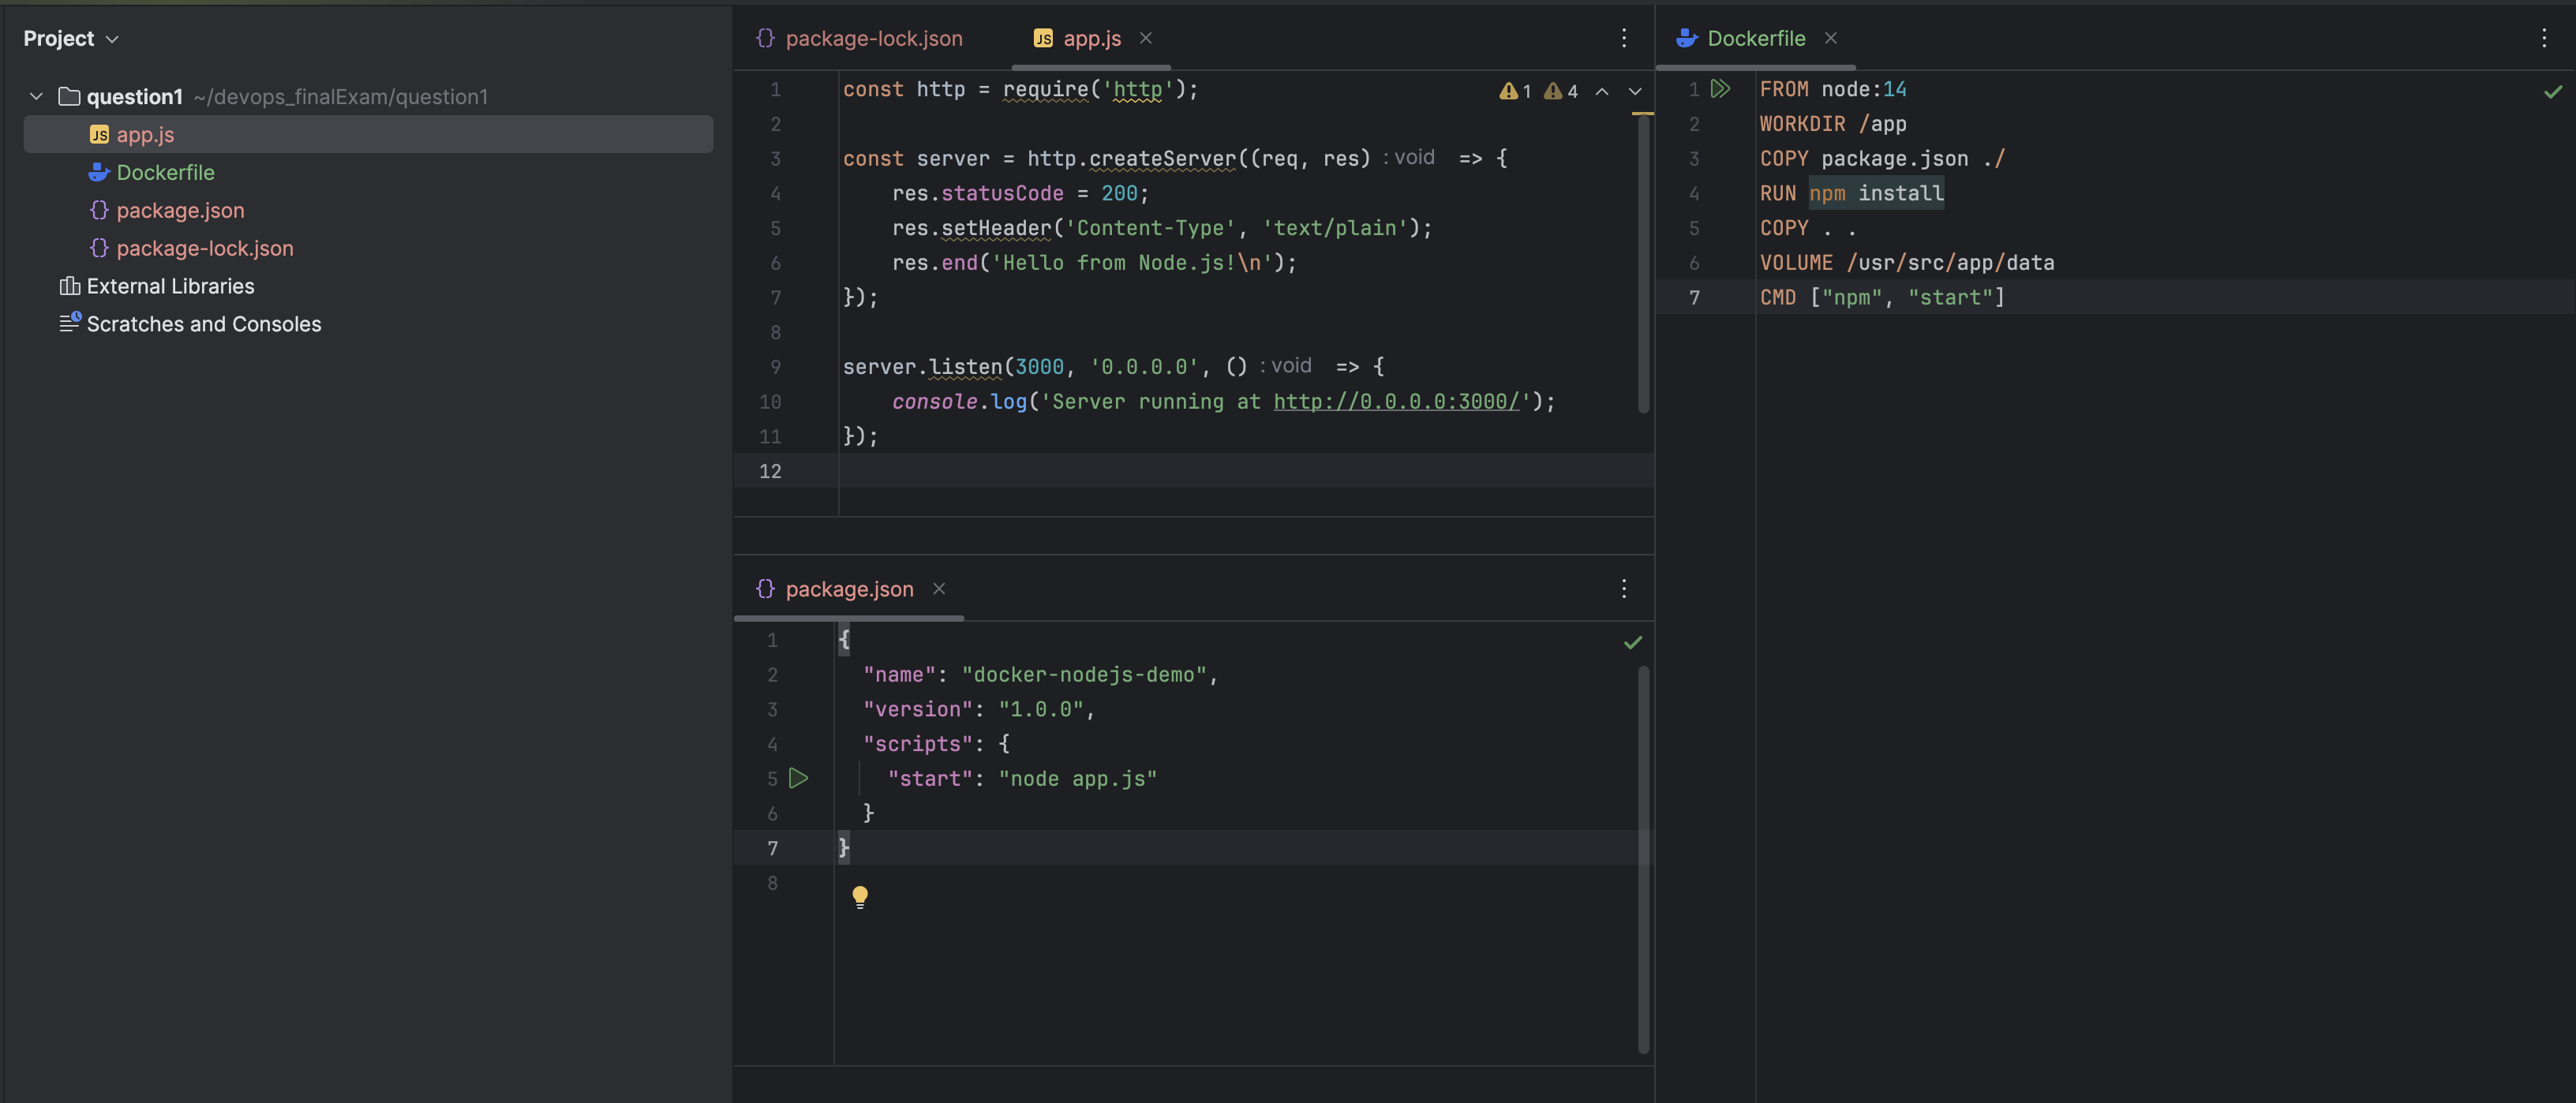 Project
question1 ~/devops_finalExam/question1
app.js
Dockerfile
package.json
package-lock.json
External Libraries
Scratches and Consoles
package-lock.json
app.js
1 const http = require('http');
1 4
2
3 const server = http.createServer((req, res) : void => {
4 res.statusCode = 200;
5 res.setHeader('Content-Type', 'text/plain');
6 res.end('Hello from Node.js!\n');
7 });
8
9 server.listen(3000, '0.0.0.0', () : void => {
10 console.log('Server running at http://0.0.0.0:3000/');
11 });
12
package.json
1 {
2 "name": "docker-nodejs-demo",
3 "version": "1.0.0",
4 "scripts": {
5 "start": "node app.js"
6 }
7 }
8
Dockerfile
1 FROM node:14
2 WORKDIR /app
3 COPY package.json ./
4 RUN npm install
5 COPY . .
6 VOLUME /usr/src/app/data
7 CMD ["npm", "start"]